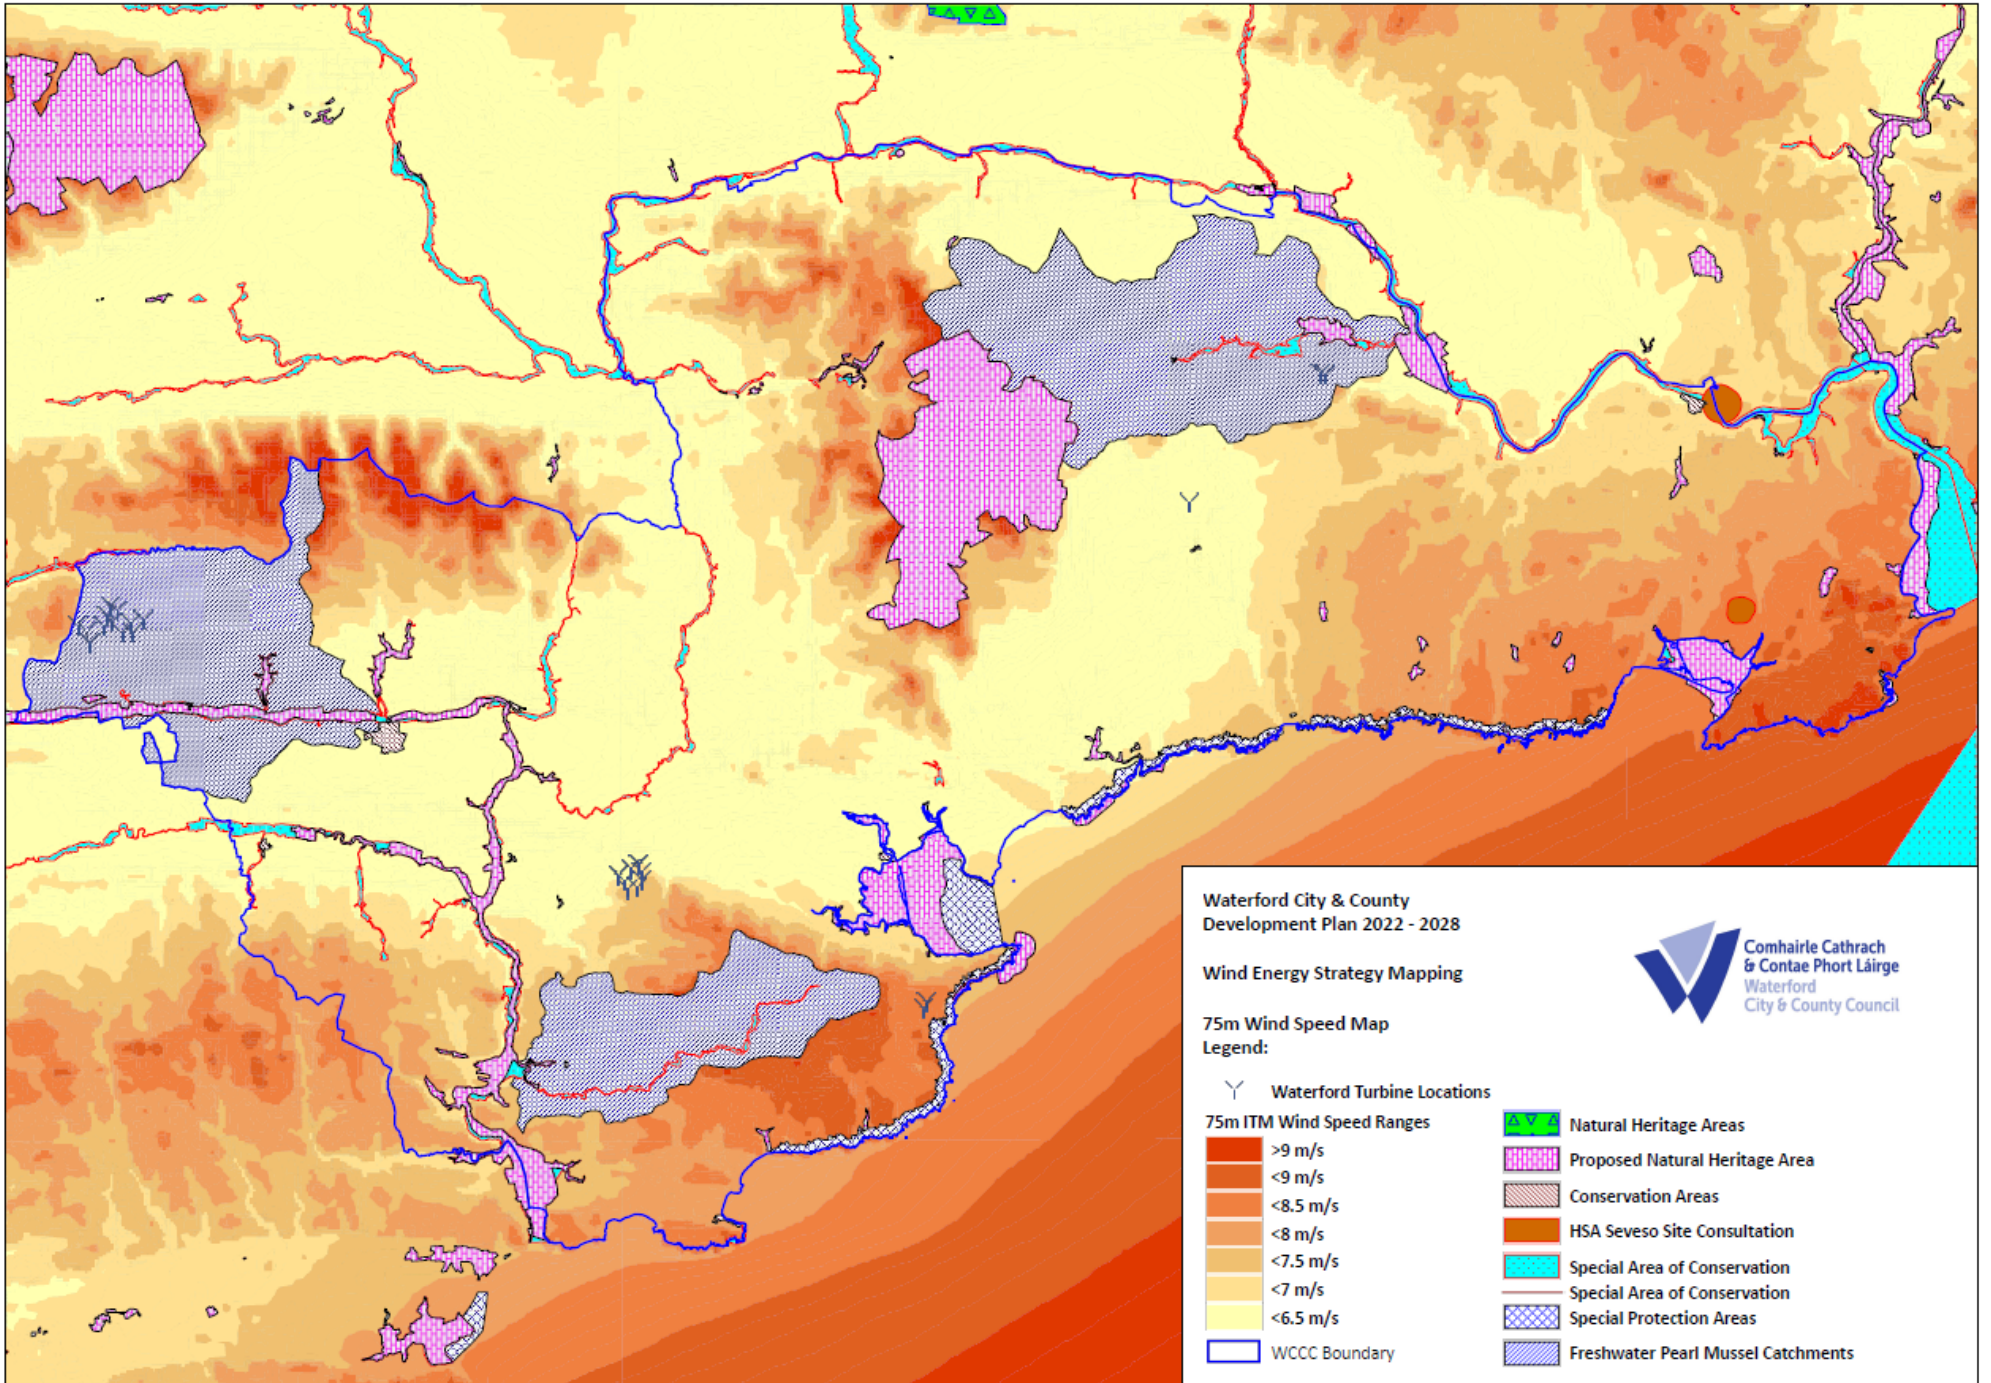 Waterford City & County
Development Plan 2022 - 2028
Wind Energy Strategy Mapping
75m Wind Speed Map
Legend:
Comhairle Cathrach
& Contae Phort Láirge
Waterford
City & County Council
Waterford Turbine Locations
75m ITM Wind Speed Ranges
>9 m/s
<9 m/s
<8.5 m/s
<8 m/s
<7.5 m/s
<7 m/s
<6.5 m/s
WCCC Boundary
Natural Heritage Areas
Proposed Natural Heritage Area
Conservation Areas
HSA Seveso Site Consultation
Special Area of Conservation
Special Area of Conservation
Special Protection Areas
Freshwater Pearl Mussel Catchments